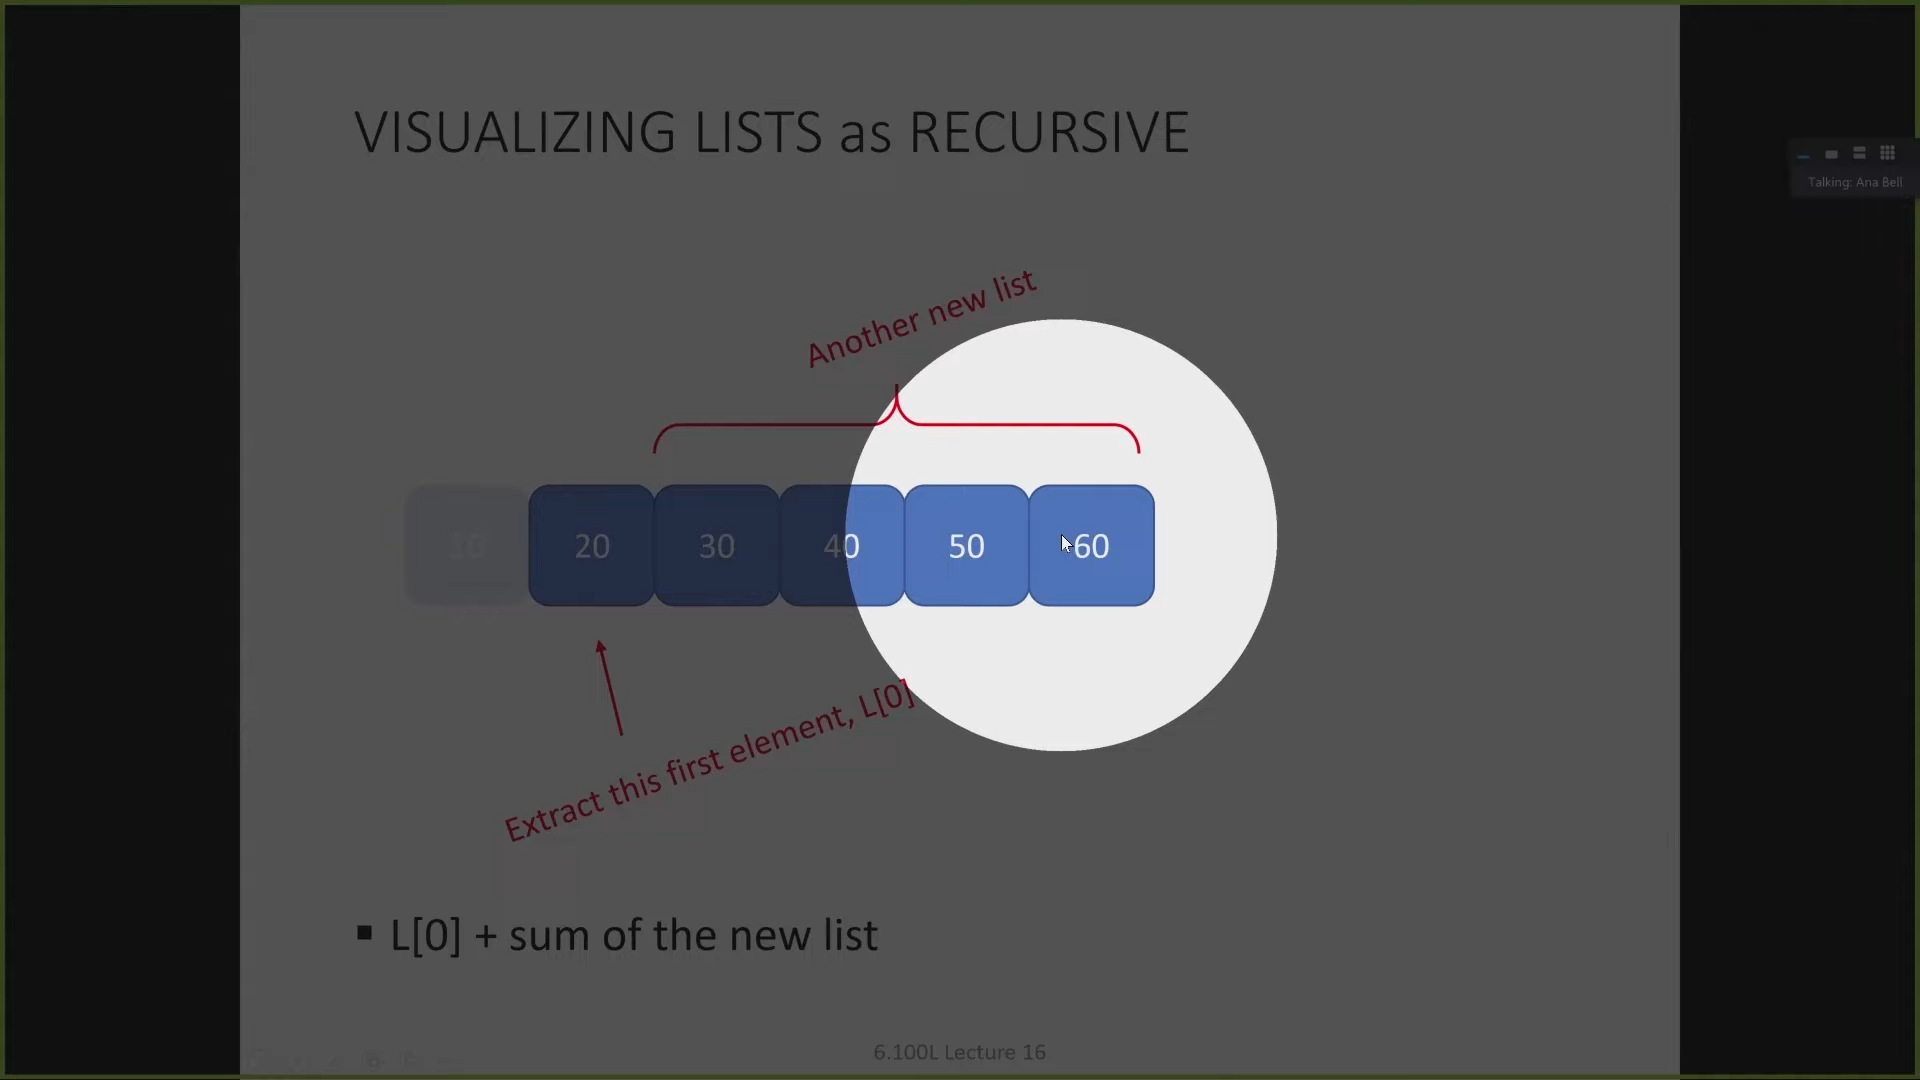 VISUALIZING LISTS as RECURSIVE
Talking: Ana Bell
Another new list
10 20 30 40 50 60
Extract this first element, L[0]
▪ L[0] + sum of the new list
6.100L Lecture 16